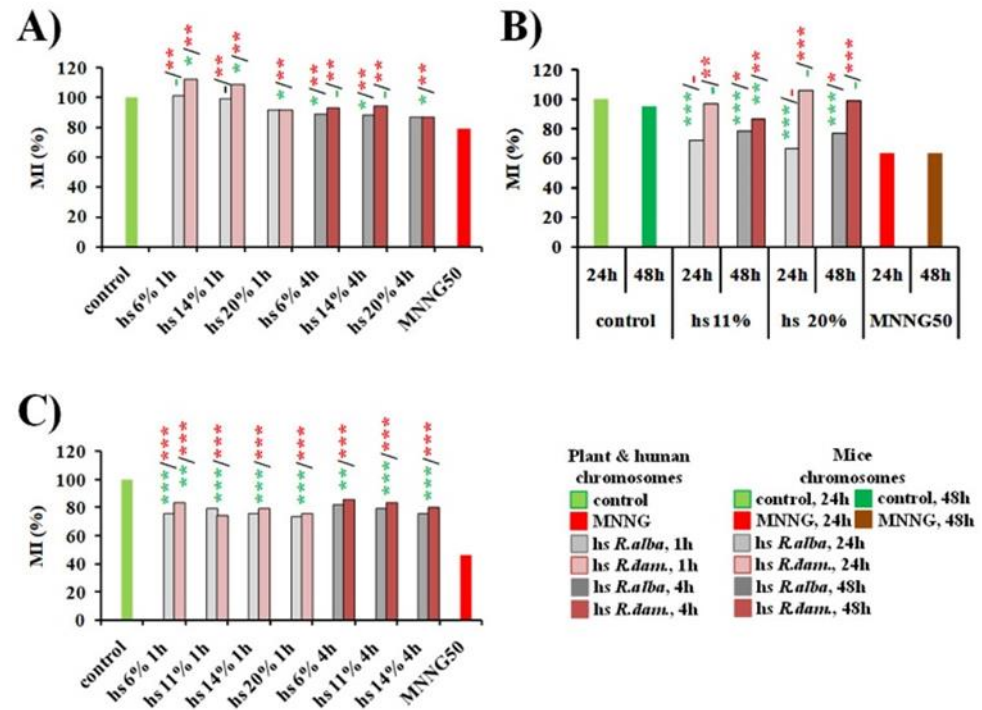 A)
** / -
** / *
** / -
** / *
** / *
** / *
** / -
** / **
** / -
** / *
MI (%)
120
100
80
60
40
20
0
control
hs 6% 1h
hs 14% 1h
hs 20% 1h
hs 6% 4h
hs 14% 4h
hs 20% 4h
MNNG50
B)
- / ***
** / -
* / ***
*** / ***
- / ***
*** / -
* / ***
*** / -
MI (%)
120
100
80
60
40
20
0
24h 48h 24h 48h 24h 48h 24h 48h
control hs 11% hs 20% MNNG50
C)
*** / ***
*** / **
*** / ***
*** / ***
*** / ***
*** / **
*** / ***
*** / ***
MI (%)
120
100
80
60
40
20
0
control
hs 6% 1h
hs 11% 1h
hs 14% 1h
hs 20% 1h
hs 6% 4h
hs 11% 4h
hs 14% 4h
MNNG50
Plant & human
chromosomes
control
MNNG
hs R.alba, 1h
hs R.dam., 1h
hs R.alba, 4h
hs R.dam., 4h
Mice
chromosomes
control, 24h control, 48h
MNNG, 24h MNNG, 48h
hs R.alba, 24h
hs R.dam., 24h
hs R.alba, 48h
hs R.dam., 48h